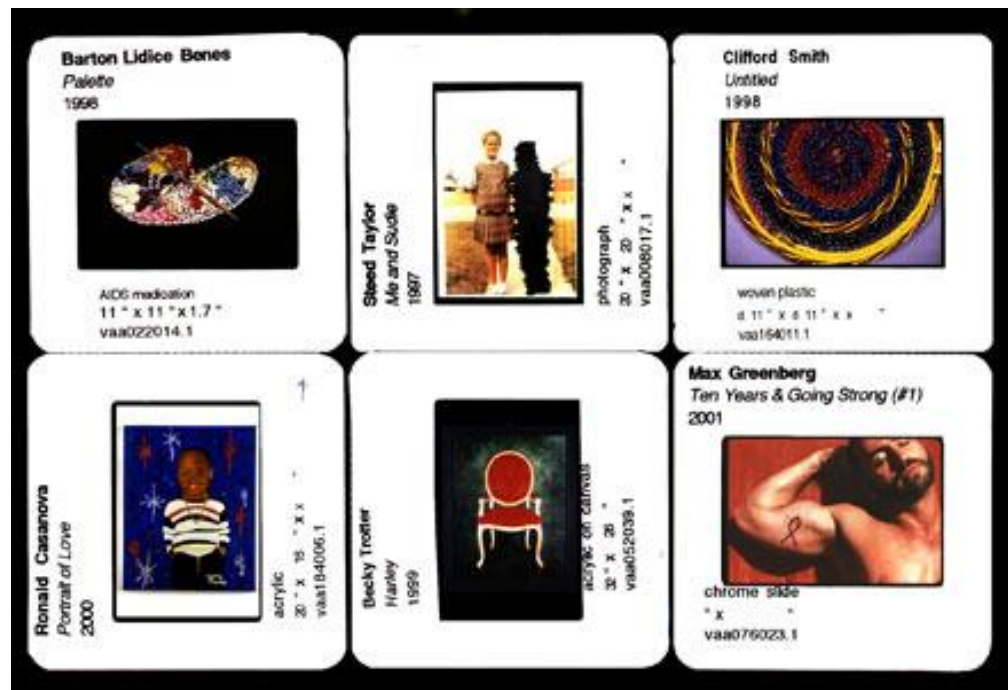 Barton Lidice Benes
Palette
1998
AIDS medication
11 " x 11 " x 1.7 "
vaa022014.1
Steed Taylor
Me and Sudie
1997
photograph
20 " x 20 " x x "
vaa008017.1
Clifford Smith
Untitled
1998
woven plastic
d 11 " x d 11 " x x "
vaa164011.1
Ronald Casanova
Portrait of Love
2000
acrylic
20 " x 16 " x x "
vaa184006.1
Becky Trotter
Harley
1999
acrylic on canvas
32 " x 26 "
vaa052039.1
Max Greenberg
Ten Years & Going Strong (#1)
2001
chrome slide
" x "
vaa076023.1